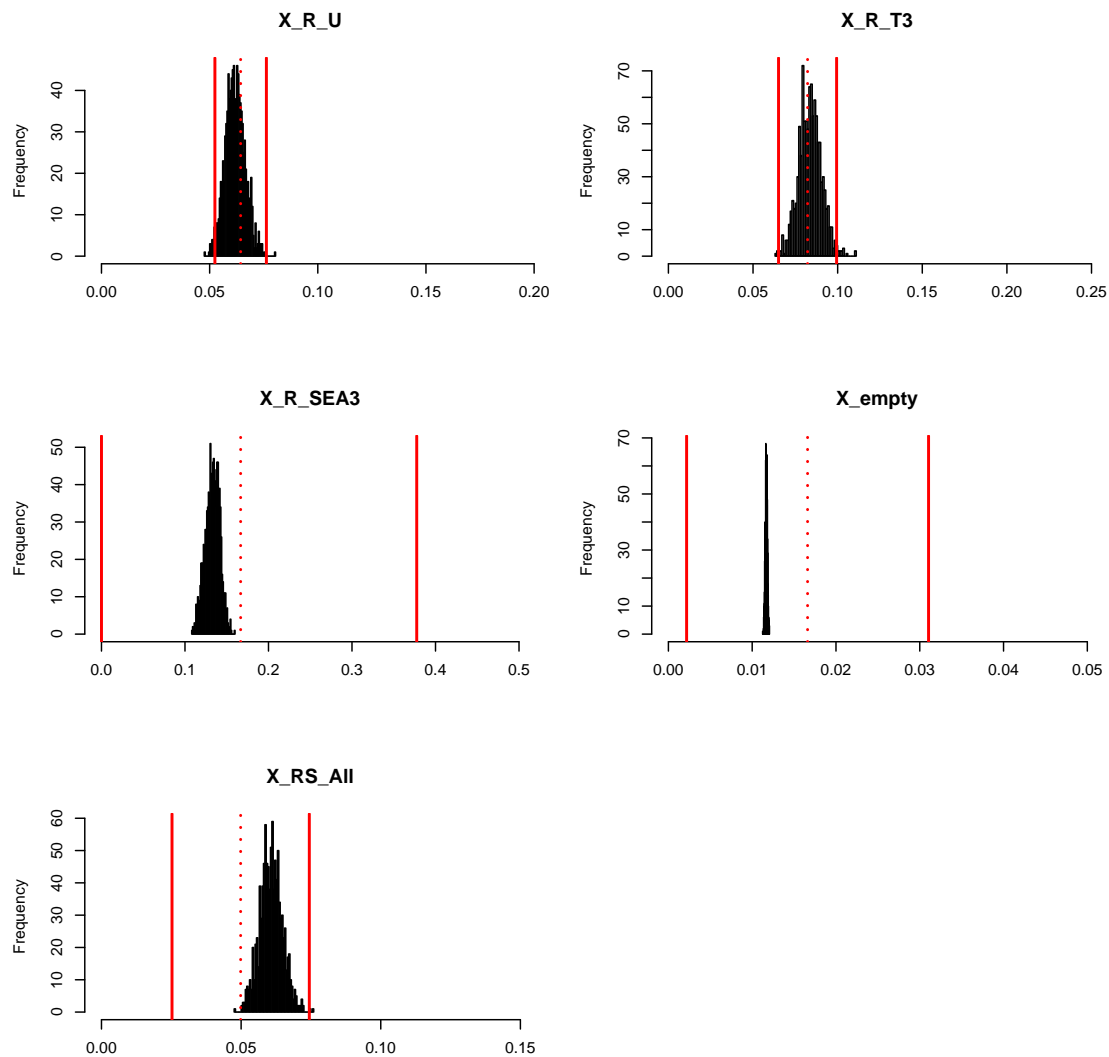 X_R_U
Frequency
0 10 20 30 40
0.00 0.05 0.10 0.15 0.20
X_R_T3
Frequency
0 10 30 50 70
0.00 0.05 0.10 0.15 0.20 0.25
X_R_SEA3
Frequency
0 10 20 30 40 50
0.0 0.1 0.2 0.3 0.4 0.5
X_empty
Frequency
0 10 30 50 70
0.00 0.01 0.02 0.03 0.04 0.05
X_RS_All
Frequency
0 10 20 30 40 50 60
0.00 0.05 0.10 0.15